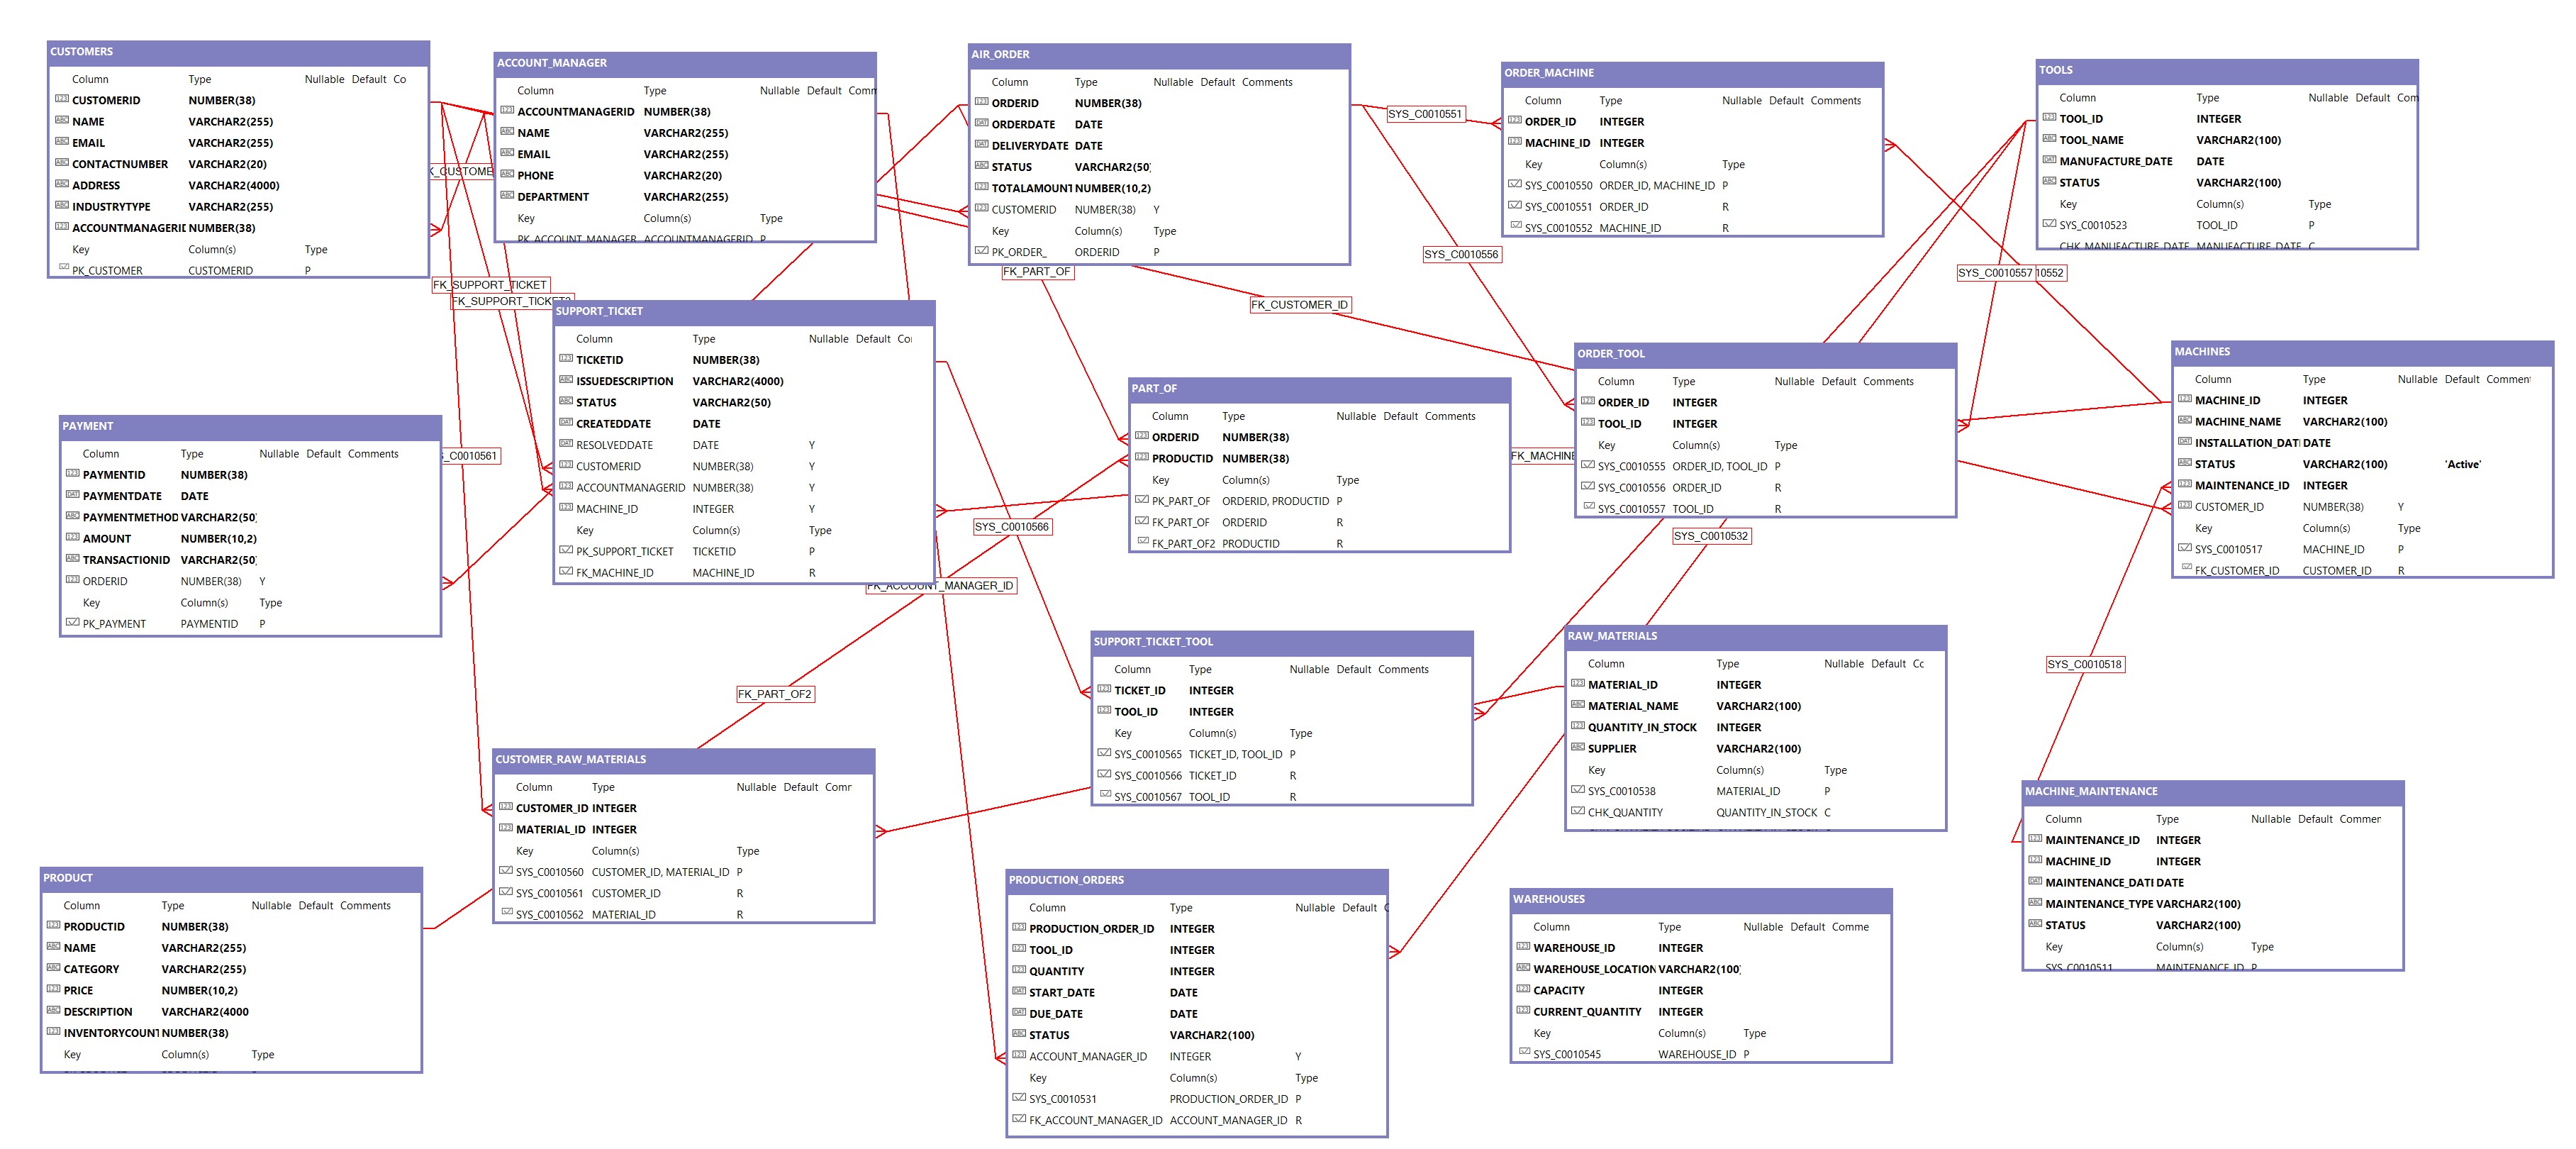 CUSTOMERS
Column Type Nullable Default Co
CUSTOMERID NUMBER(38)
NAME VARCHAR2(255)
EMAIL VARCHAR2(255)
CONTACTNUMBER VARCHAR2(20)
ADDRESS VARCHAR2(4000)
INDUSTRYTYPE VARCHAR2(255)
ACCOUNTMANAGERID NUMBER(38)
Key Column(s) Type
PK_CUSTOMER CUSTOMERID P
ACCOUNT_MANAGER
Column Type Nullable Default Comm
ACCOUNTMANAGERID NUMBER(38)
NAME VARCHAR2(255)
EMAIL VARCHAR2(255)
PHONE VARCHAR2(20)
DEPARTMENT VARCHAR2(255)
Key Column(s) Type
PK_ACCOUNT_MANAGER ACCOUNTMANAGERID P
AIR_ORDER
Column Type Nullable Default Comments
ORDERID NUMBER(38)
ORDERDATE DATE
DELIVERYDATE DATE
STATUS VARCHAR2(50)
TOTALAMOUNT NUMBER(10,2)
CUSTOMERID NUMBER(38) Y
Key Column(s) Type
PK_ORDER_ ORDERID P
SYS_C0010551
ORDER_MACHINE
Column Type Nullable Default Comments
ORDER_ID INTEGER
MACHINE_ID INTEGER
Key Column(s) Type
SYS_C0010550 ORDER_ID, MACHINE_ID P
SYS_C0010551 ORDER_ID R
SYS_C0010552 MACHINE_ID R
TOOLS
Column Type Nullable Default Com
TOOL_ID INTEGER
TOOL_NAME VARCHAR2(100)
MANUFACTURE_DATE DATE
STATUS VARCHAR2(100)
Key Column(s) Type
SYS_C0010523 TOOL_ID P
CHK_MANUFACTURE_DATE MANUFACTURE_DATE C
K_CUSTOME
FK_SUPPORT_TICKET
FK_SUPPORT_TICKET2
FK_PART_OF
FK_CUSTOMER_ID
SYS_C0010556
SYS_C0010557 10552
SUPPORT_TICKET
Column Type Nullable Default Co
TICKETID NUMBER(38)
ISSUEDESCRIPTION VARCHAR2(4000)
STATUS VARCHAR2(50)
CREATEDDATE DATE
RESOLVEDDATE DATE Y
CUSTOMERID NUMBER(38) Y
ACCOUNTMANAGERID NUMBER(38) Y
MACHINE_ID INTEGER Y
Key Column(s) Type
PK_SUPPORT_TICKET TICKETID P
FK_MACHINE_ID MACHINE_ID R
PART_OF
Column Type Nullable Default Comments
ORDERID NUMBER(38)
PRODUCTID NUMBER(38)
Key Column(s) Type
PK_PART_OF ORDERID, PRODUCTID P
FK_PART_OF ORDERID R
FK_PART_OF2 PRODUCTID R
FK_MACHINE
ORDER_TOOL
Column Type Nullable Default Comments
ORDER_ID INTEGER
TOOL_ID INTEGER
Key Column(s) Type
SYS_C0010555 ORDER_ID, TOOL_ID P
SYS_C0010556 ORDER_ID R
SYS_C0010557 TOOL_ID R
MACHINES
Column Type Nullable Default Commen
MACHINE_ID INTEGER
MACHINE_NAME VARCHAR2(100)
INSTALLATION_DATI DATE
STATUS VARCHAR2(100) 'Active'
MAINTENANCE_ID INTEGER
CUSTOMER_ID NUMBER(38) Y
Key Column(s) Type
SYS_C0010517 MACHINE_ID P
FK_CUSTOMER_ID CUSTOMER_ID R
PAYMENT
Column Type Nullable Default Comments
PAYMENTID NUMBER(38)
PAYMENTDATE DATE
PAYMENTMETHOD VARCHAR2(50)
AMOUNT NUMBER(10,2)
TRANSACTIONID VARCHAR2(50)
ORDERID NUMBER(38) Y
Key Column(s) Type
PK_PAYMENT PAYMENTID P
S_C0010561
SYS_C0010566
SYS_C0010532
FK_ACCOUNT_MANAGER_ID
FK_PART_OF2
SYS_C0010518
SUPPORT_TICKET_TOOL
Column Type Nullable Default Comments
TICKET_ID INTEGER
TOOL_ID INTEGER
Key Column(s) Type
SYS_C0010565 TICKET_ID, TOOL_ID P
SYS_C0010566 TICKET_ID R
SYS_C0010567 TOOL_ID R
RAW_MATERIALS
Column Type Nullable Default Cc
MATERIAL_ID INTEGER
MATERIAL_NAME VARCHAR2(100)
QUANTITY_IN_STOCK INTEGER
SUPPLIER VARCHAR2(100)
Key Column(s) Type
SYS_C0010538 MATERIAL_ID P
CHK_QUANTITY QUANTITY_IN_STOCK C
CUSTOMER_RAW_MATERIALS
Column Type Nullable Default Comr
CUSTOMER_ID INTEGER
MATERIAL_ID INTEGER
Key Column(s) Type
SYS_C0010560 CUSTOMER_ID, MATERIAL_ID P
SYS_C0010561 CUSTOMER_ID R
SYS_C0010562 MATERIAL_ID R
MACHINE_MAINTENANCE
Column Type Nullable Default Commer
MAINTENANCE_ID INTEGER
MACHINE_ID INTEGER
MAINTENANCE_DATI DATE
MAINTENANCE_TYPE VARCHAR2(100)
STATUS VARCHAR2(100)
Key Column(s) Type
SYS_C0010511 MAINTENANCE_ID P
PRODUCT
Column Type Nullable Default Comments
PRODUCTID NUMBER(38)
NAME VARCHAR2(255)
CATEGORY VARCHAR2(255)
PRICE NUMBER(10,2)
DESCRIPTION VARCHAR2(4000
INVENTORYCOUNT NUMBER(38)
Key Column(s) Type
PRODUCTION_ORDERS
Column Type Nullable Default C
PRODUCTION_ORDER_ID INTEGER
TOOL_ID INTEGER
QUANTITY INTEGER
START_DATE DATE
DUE_DATE DATE
STATUS VARCHAR2(100)
ACCOUNT_MANAGER_ID INTEGER Y
Key Column(s) Type
SYS_C0010531 PRODUCTION_ORDER_ID P
FK_ACCOUNT_MANAGER_ID ACCOUNT_MANAGER_ID R
WAREHOUSES
Column Type Nullable Default Comme
WAREHOUSE_ID INTEGER
WAREHOUSE_LOCATION VARCHAR2(100)
CAPACITY INTEGER
CURRENT_QUANTITY INTEGER
Key Column(s) Type
SYS_C0010545 WAREHOUSE_ID P